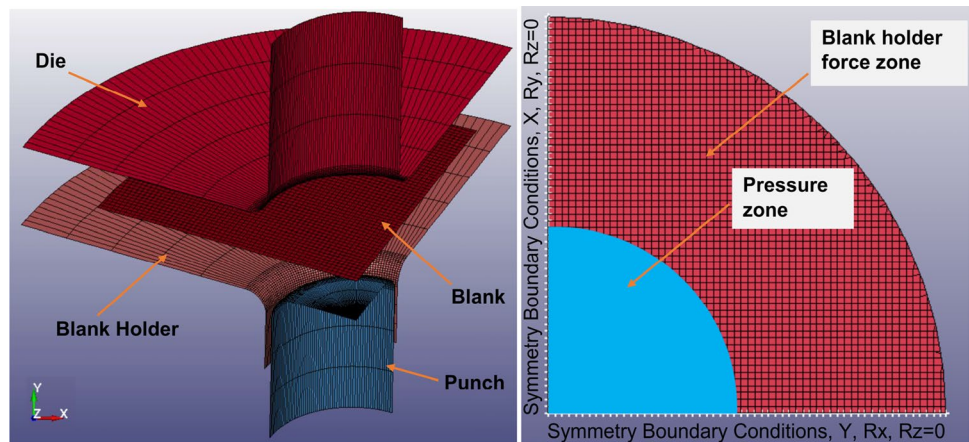 Die
Blank
Blank Holder
Punch
Y
Z X
Symmetry Boundary Conditions, X, Ry, Rz=0
Blank holder
force zone
Pressure
zone
Symmetry Boundary Conditions, Y, Rx, Rz=0